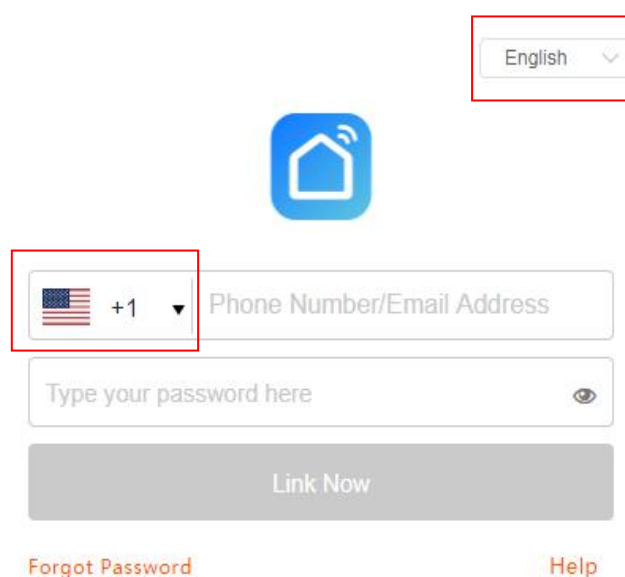 English
+1 Phone Number/Email Address
Type your password here
Link Now
Forgot Password Help